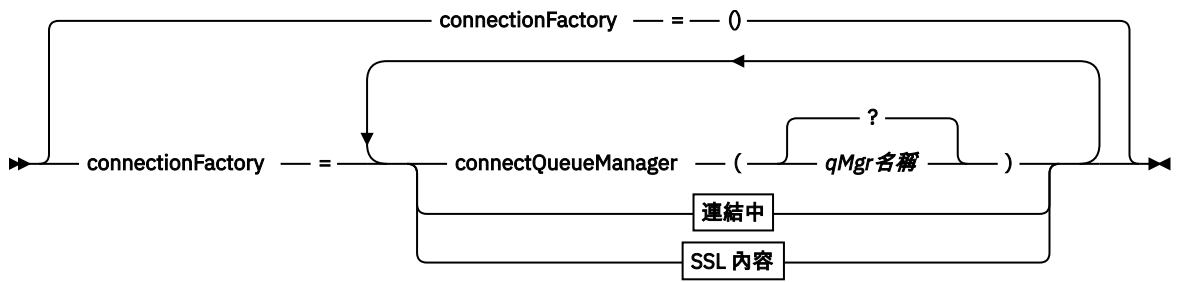 connectionFactory = ()
?
connectionFactory = connectQueueManager ( qMgr名稱 )
連結中
SSL 內容